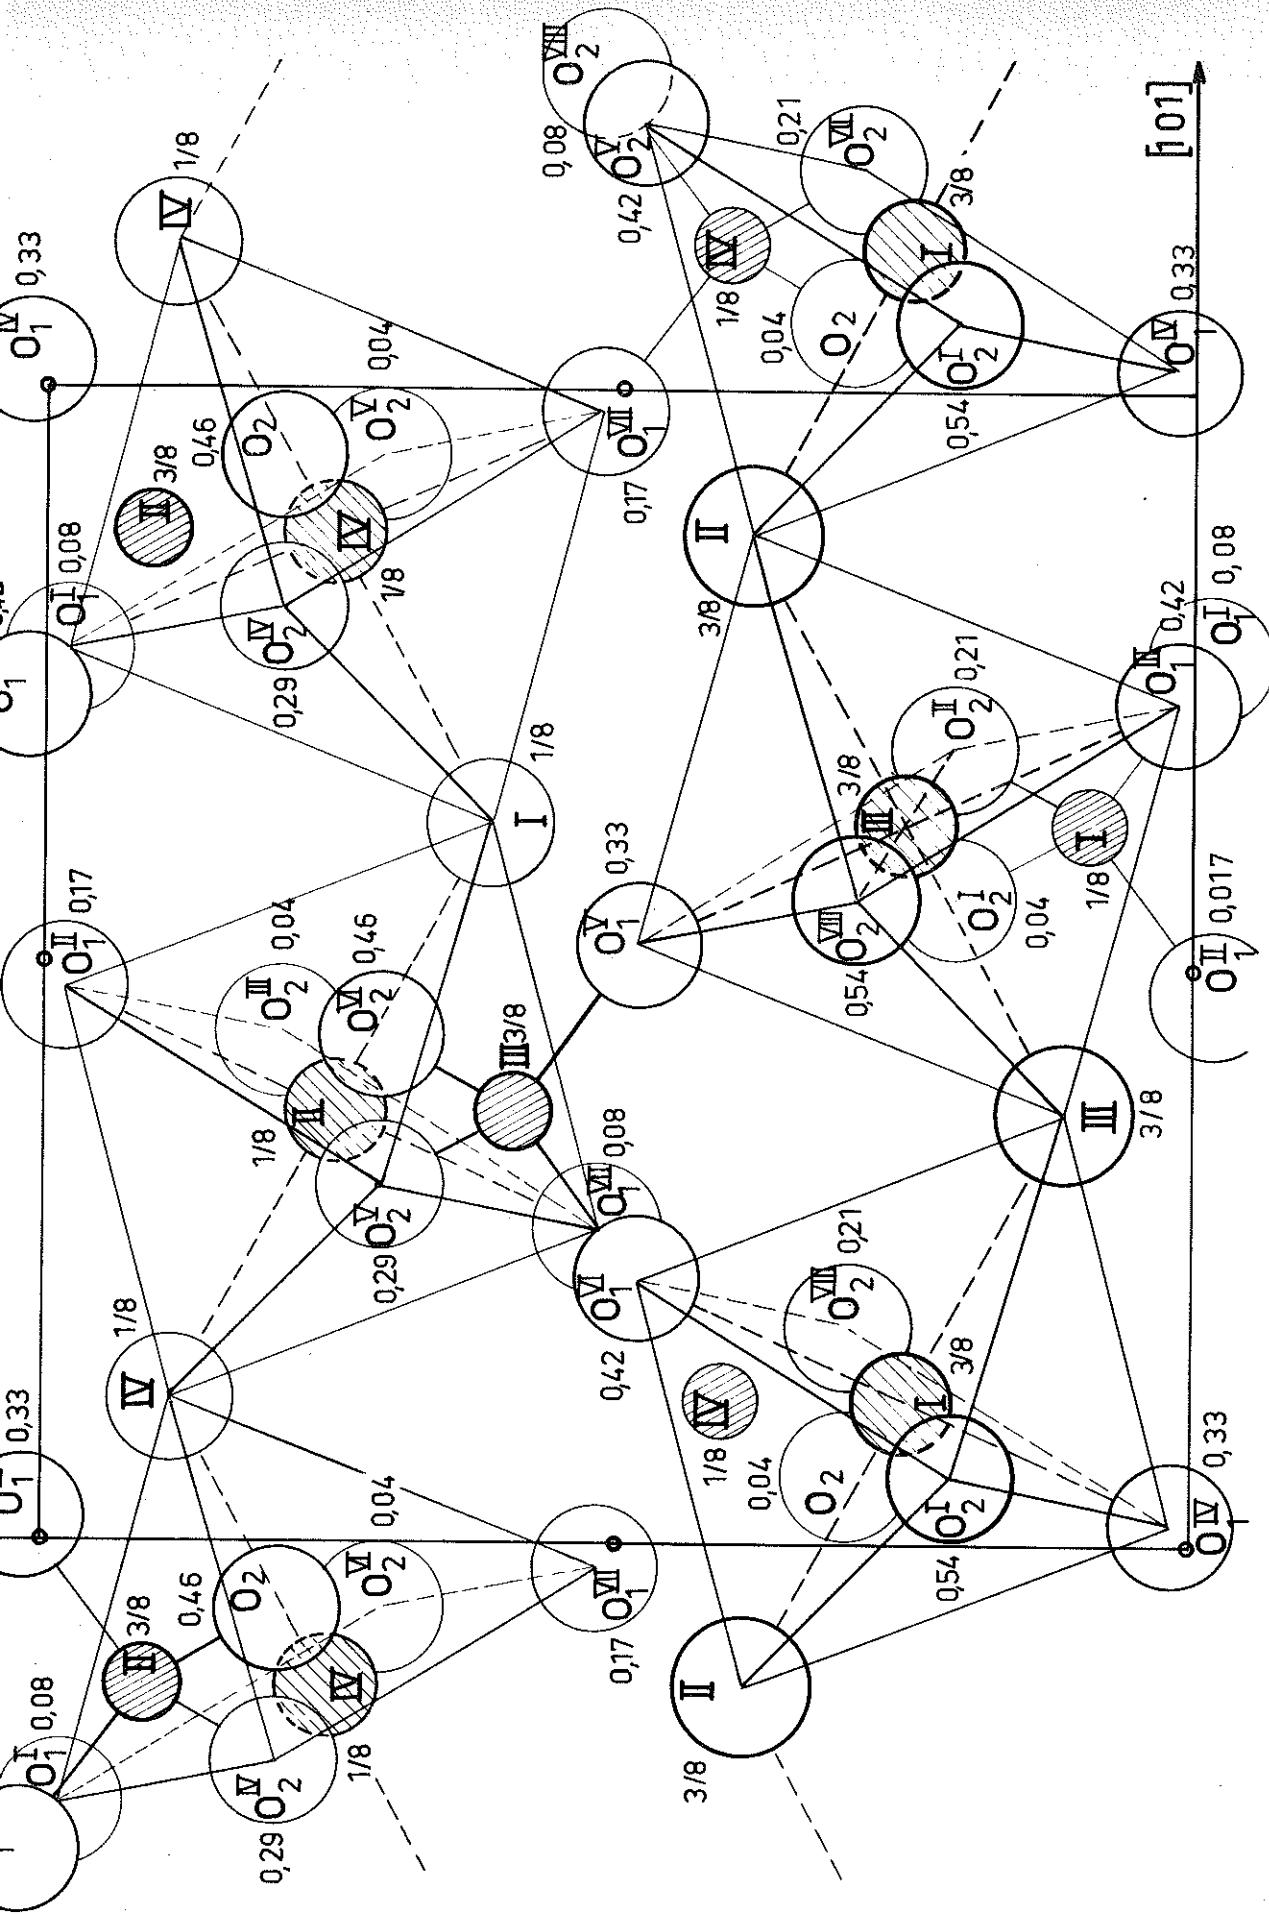 O₁ᴵⱽ 0,33
0,33
O₁
O₁ᴵ 0,08
O₁ᴵᴵ 0,17
O₁ᴵ 0,08
II 3/8
IV 1/8
II 3/8
IV 1/8
0,46 O₂
0,46 O₂
O₂ᴵⱽ
0,29
II
1/8
O₂ᴵᴵᴵ 0,04
O₂ᴵⱽ
0,29
IV
1/8
O₂ⱽᴵ 0,04
O₂ⱽ
0,29
O₂ⱽᴵ 0,46
IV
1/8
O₂ⱽ 0,04
III 3/8
I 1/8
O₁ⱽᴵᴵ
0,17
O₁ⱽᴵᴵ 0,08
O₁ⱽᴵ
0,42
O₁ⱽ 0,33
O₁ⱽᴵᴵ
0,17
O₂ⱽᴵᴵᴵ
0,08
O₂ⱽ
0,42
II
3/8
IV
1/8
II
3/8
IV
1/8
O₂
0,04
O₂ⱽᴵᴵᴵ 0,21
O₂ⱽᴵᴵᴵ
0,54
III 3/8
O₂
0,04
O₂ⱽᴵᴵ
0,21
O₂ᴵ
0,54
I 3/8
O₂ᴵ
0,04
O₂ᴵᴵ 0,21
O₂ᴵ
0,54
I 3/8
III
3/8
I
1/8
O₁ᴵᴵᴵ 0,42
O₁ᴵⱽ 0,33
[101]
O₁ᴵⱽ 0,33
O₁ᴵᴵ 0,017
O₁ᴵ 0,08